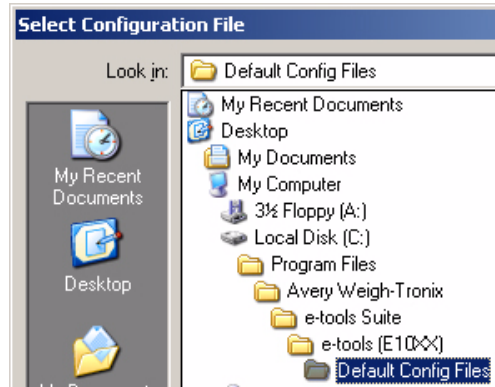 Select Configuration File
Look in:
Default Config Files
My Recent Documents
Desktop
My Documents
My Computer
3½ Floppy (A:)
Local Disk (C:)
Program Files
Avery Weigh-Tronix
e-tools Suite
e-tools (E10XX)
Default Config Files
My Recent
Documents
Desktop